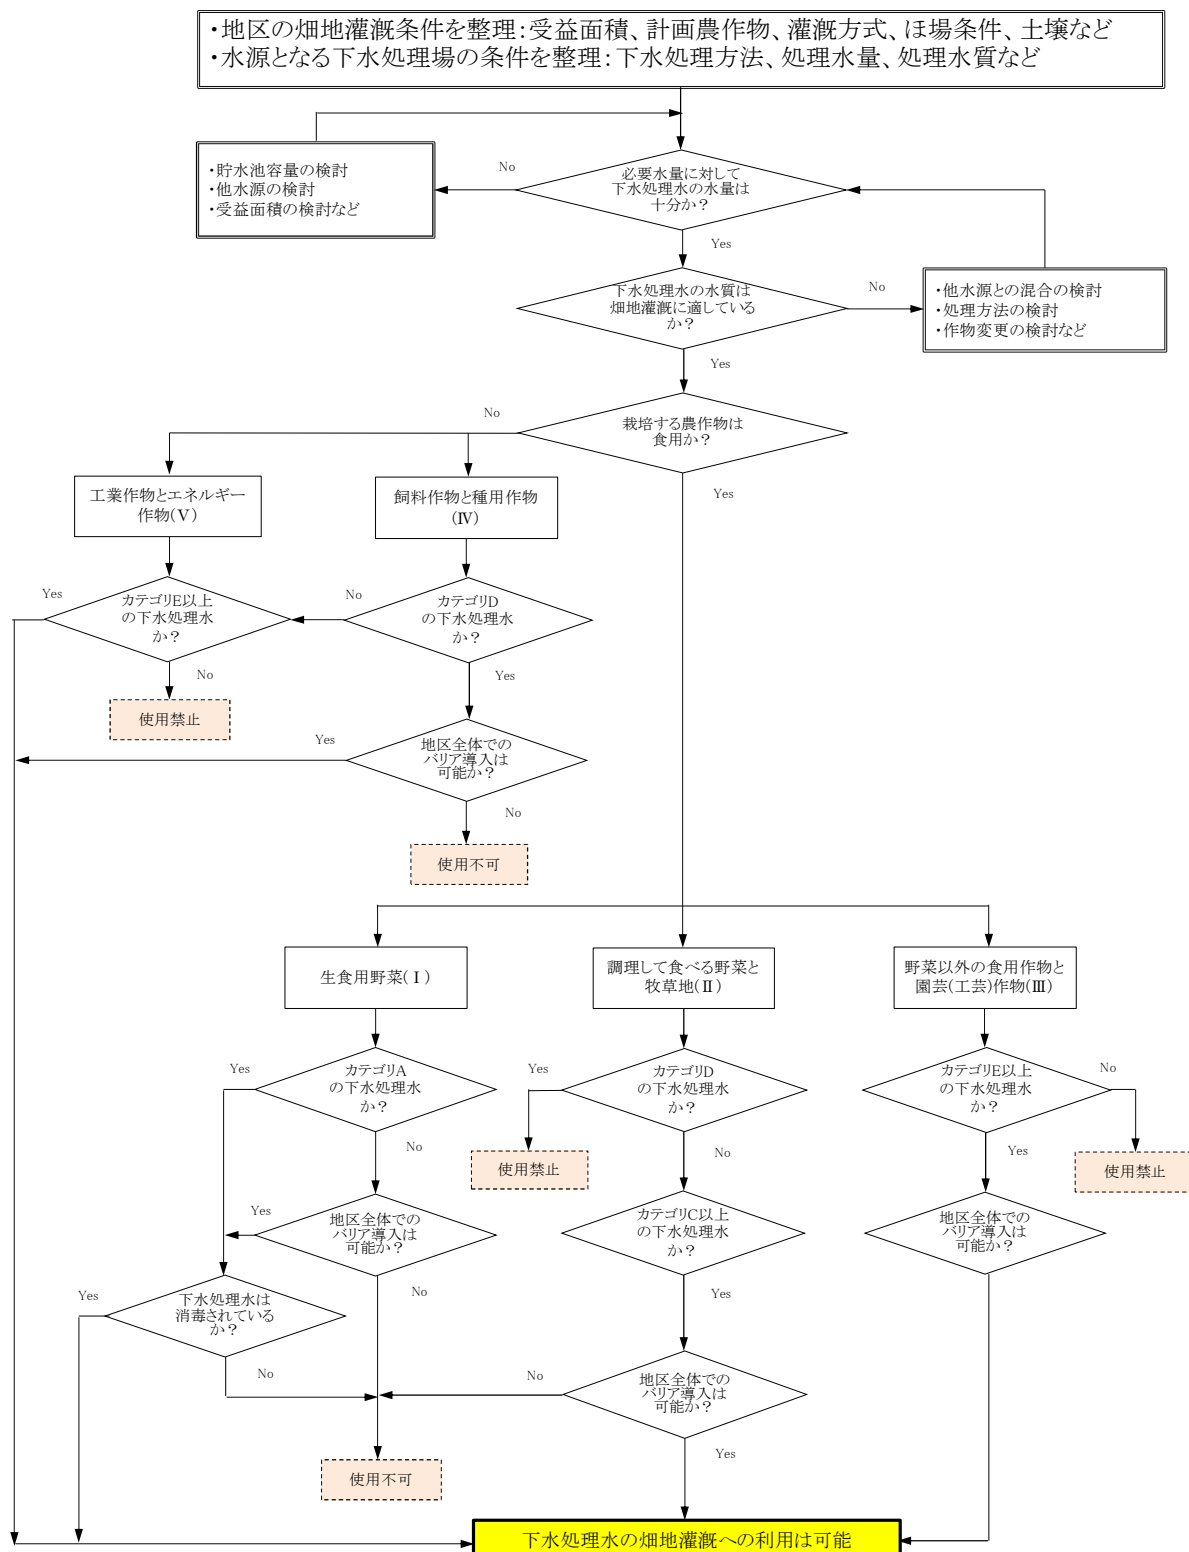 ・地区の畑地灌漑条件を整理：受益面積、計画農作物、灌漑方式、ほ場条件、土壌など
・水源となる下水処理場の条件を整理：下水処理方法、処理水量、処理水質など
・貯水池容量の検討
・他水源の検討
・受益面積の検討など
No
必要水量に対して
下水処理水の水量は
十分か？
Yes
下水処理水の水質は
畑地灌漑に適している
か？
No
・他水源との混合の検討
・処理方法の検討
・作物変更の検討など
Yes
No
栽培する農作物は
食用か？
Yes
工業作物とエネルギー
作物(Ⅴ)
飼料作物と種用作物
(Ⅳ)
Yes
カテゴリE以上
の下水処理水
か？
No
カテゴリD
の下水処理水
か？
No
Yes
使用禁止
Yes
地区全体での
バリア導入は
可能か？
No
使用不可
生食用野菜(Ⅰ)
調理して食べる野菜と
牧草地(Ⅱ)
野菜以外の食用作物と
園芸(工芸)作物(Ⅲ)
Yes
カテゴリA
の下水処理水
か？
No
Yes
カテゴリD
の下水処理水
か？
No
カテゴリE以上
の下水処理水
か？
No
Yes
使用禁止
使用禁止
Yes
地区全体での
バリア導入は
可能か？
No
カテゴリC以上
の下水処理水
か？
Yes
地区全体での
バリア導入は
可能か？
Yes
下水処理水は
消毒されている
か？
No
No
地区全体での
バリア導入は
可能か？
Yes
使用不可
下水処理水の畑地灌漑への利用は可能